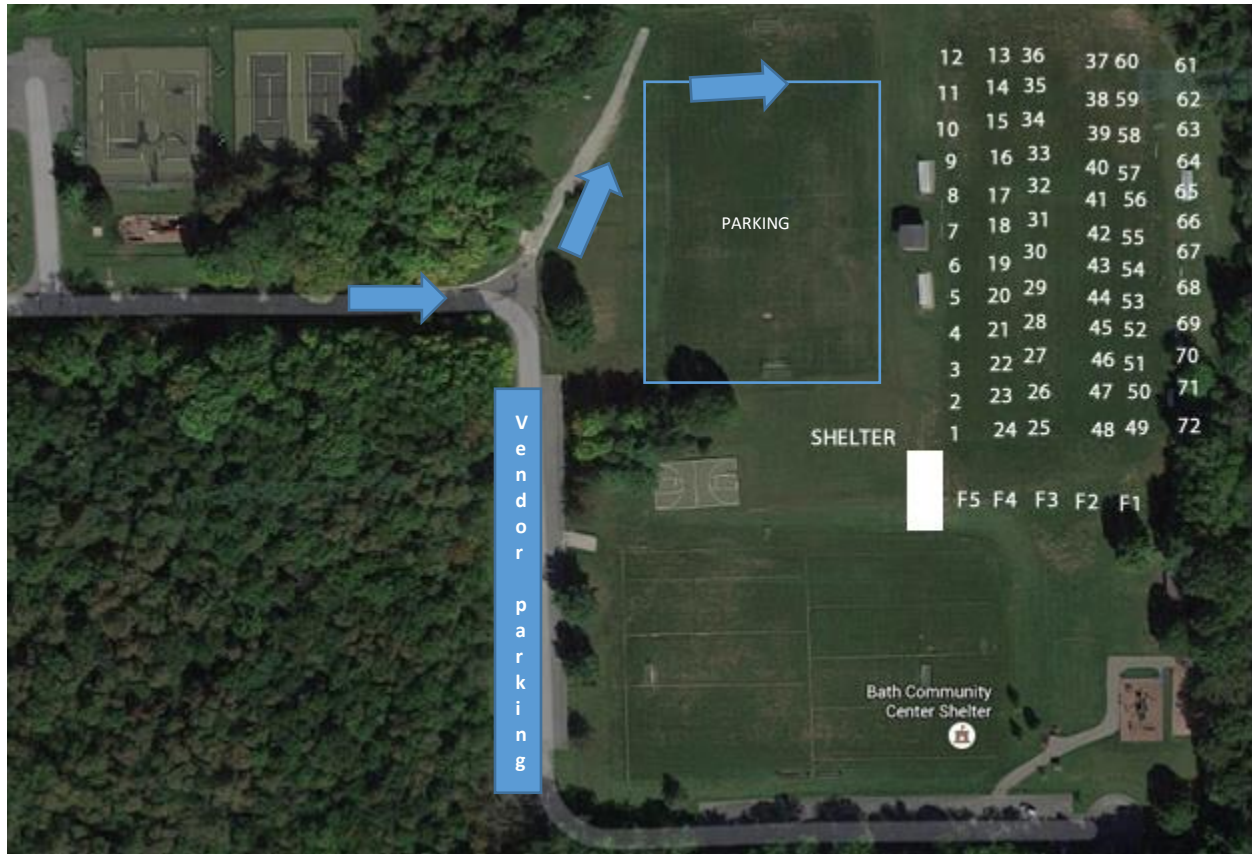 12 13 36 37 60 61
11 14 35 38 59 62
10 15 34 39 58 63
9 16 33 40 57 64
8 17 32 41 56 65
7 18 31 42 55 66
6 19 30 43 54 67
5 20 29 44 53 68
4 21 28 45 52 69
3 22 27 46 51 70
2 23 26 47 50 71
1 24 25 48 49 72
PARKING
SHELTER
F5 F4 F3 F2 F1
Vendor parking
Bath Community
Center Shelter